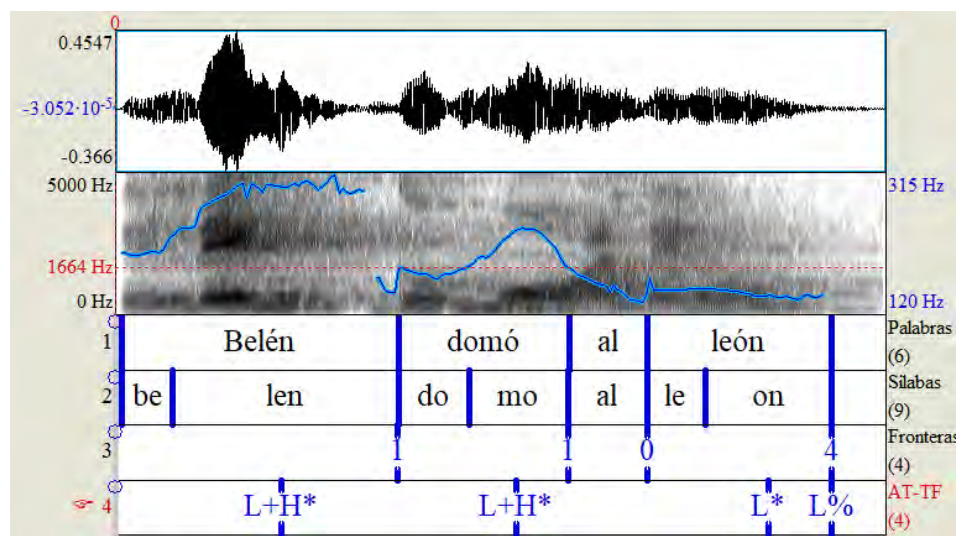 0
0.4547
-3.052·10-5
-0.366
5000 Hz 315 Hz
1664 Hz
0 Hz 120 Hz
1 Belén domó al león Palabras (6)
2 be len do mo al le on Sílabas (9)
3 1 1 0 4 Fronteras (4)
☞ 4 L+H* L+H* L* L% AT-TF (4)